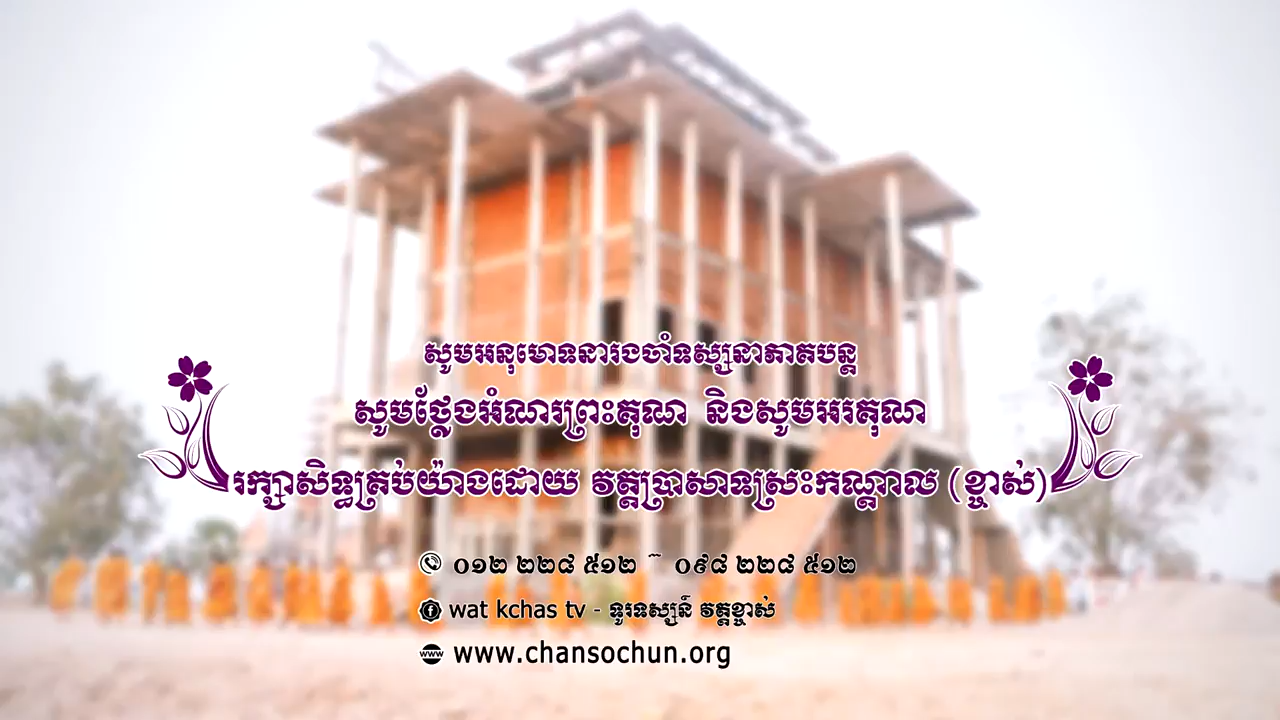 សូមអនុមោទនារងចាំទស្សនាភាគបន្ត
សូមថ្លែងអំណរព្រះគុណ និងសូមអរគុណ
រក្សាសិទ្ធគ្រប់យ៉ាងដោយ វត្តប្រាសាទស្រះកណ្ដាល (ខ្ចាស់)
០១២ ២២៨ ៥១២ ~ ០៩៨ ២២៨ ៥១២
wat kchas tv - ទូរទស្សន៍ វត្តខ្ចាស់
www.chansochun.org